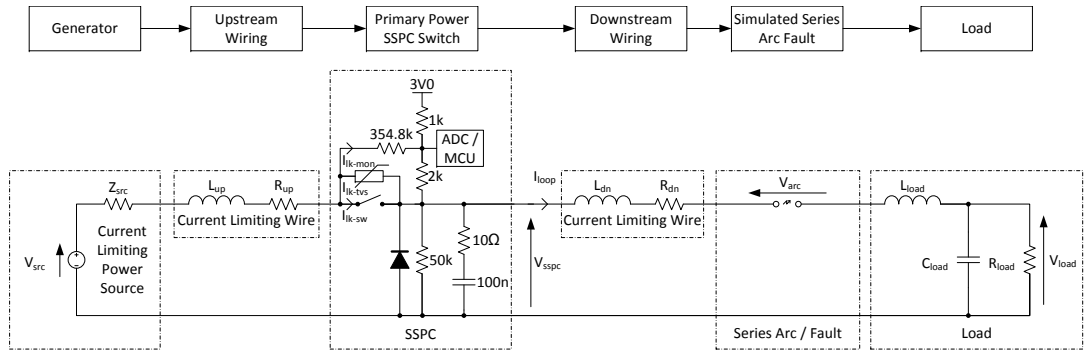 Generator
Upstream
Wiring
Primary Power
SSPC Switch
Downstream
Wiring
Simulated Series
Arc Fault
Load
3V0
1k
354.8k
ADC /
MCU
Ilk-mon
2k
Ilk-tvs
Ilk-sw
Zsrc
Current
Limiting
Power
Source
Vsrc
Lup
Rup
Current Limiting Wire
50k
10Ω
100n
SSPC
Vsspc
Iloop
Ldn
Rdn
Current Limiting Wire
Varc
Series Arc / Fault
Lload
Cload
Rload
Vload
Load